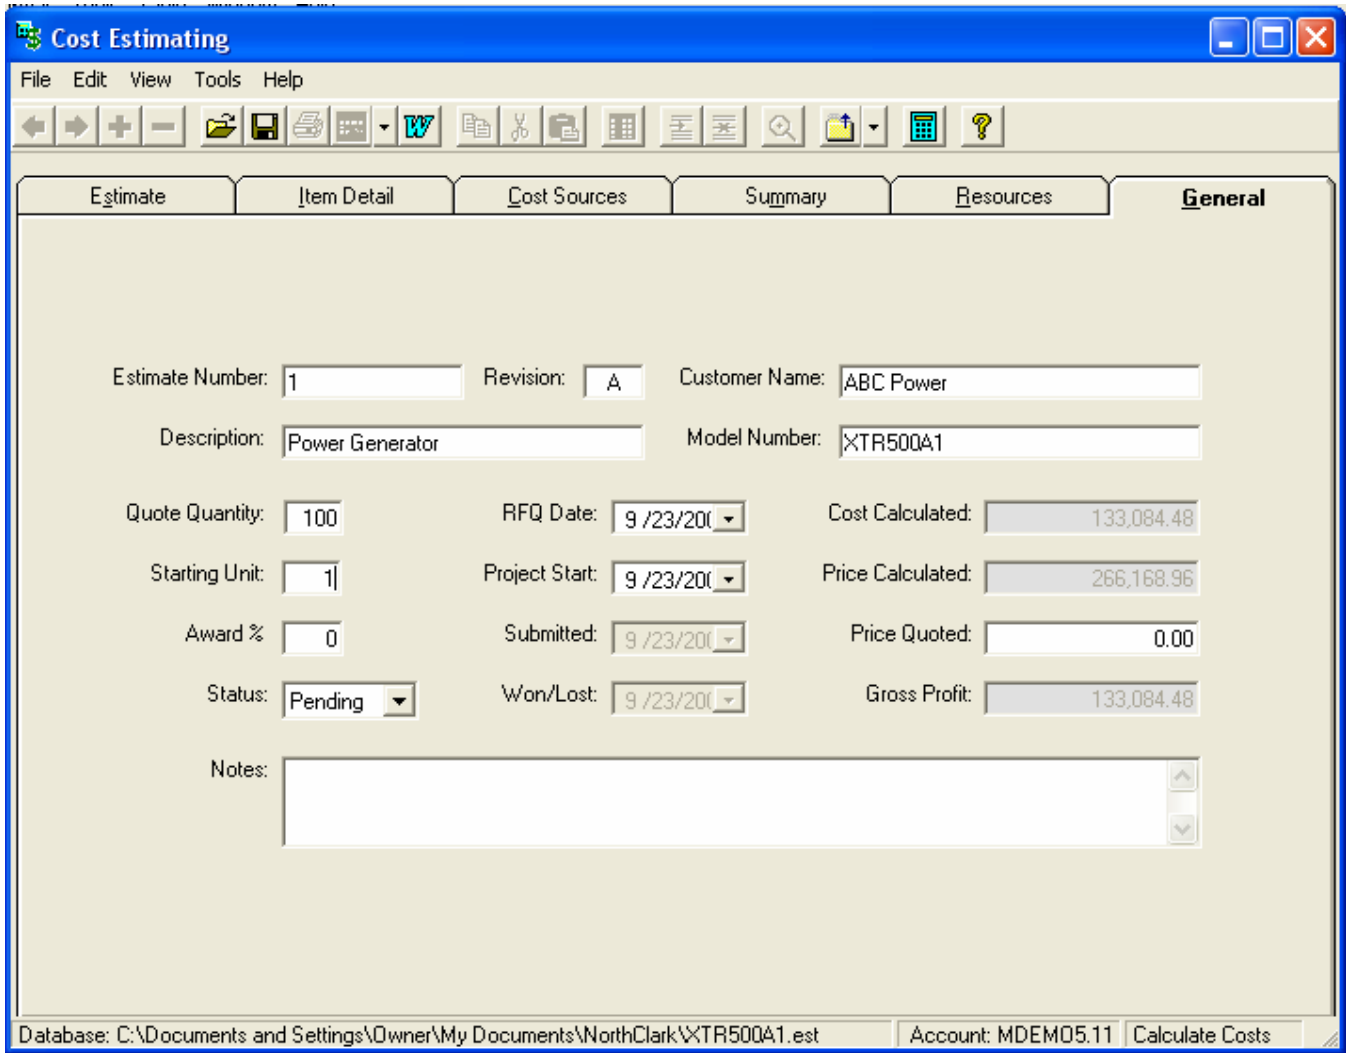 Cost Estimating
File Edit View Tools Help
Estimate Item Detail Cost Sources Summary Resources General
Estimate Number: 1 Revision: A Customer Name: ABC Power
Description: Power Generator Model Number: XTR500A1
Quote Quantity: 100 RFQ Date: 9 /23/20 Cost Calculated: 133,084.48
Starting Unit: 1 Project Start: 9 /23/20 Price Calculated: 266,168.96
Award % 0 Submitted: 9 /23/20 Price Quoted: 0.00
Status: Pending Won/Lost: 9 /23/20 Gross Profit: 133,084.48
Notes:
Database: C:\Documents and Settings\Owner\My Documents\NorthClark\XTR500A1.est Account: MDEMO5.11 Calculate Costs